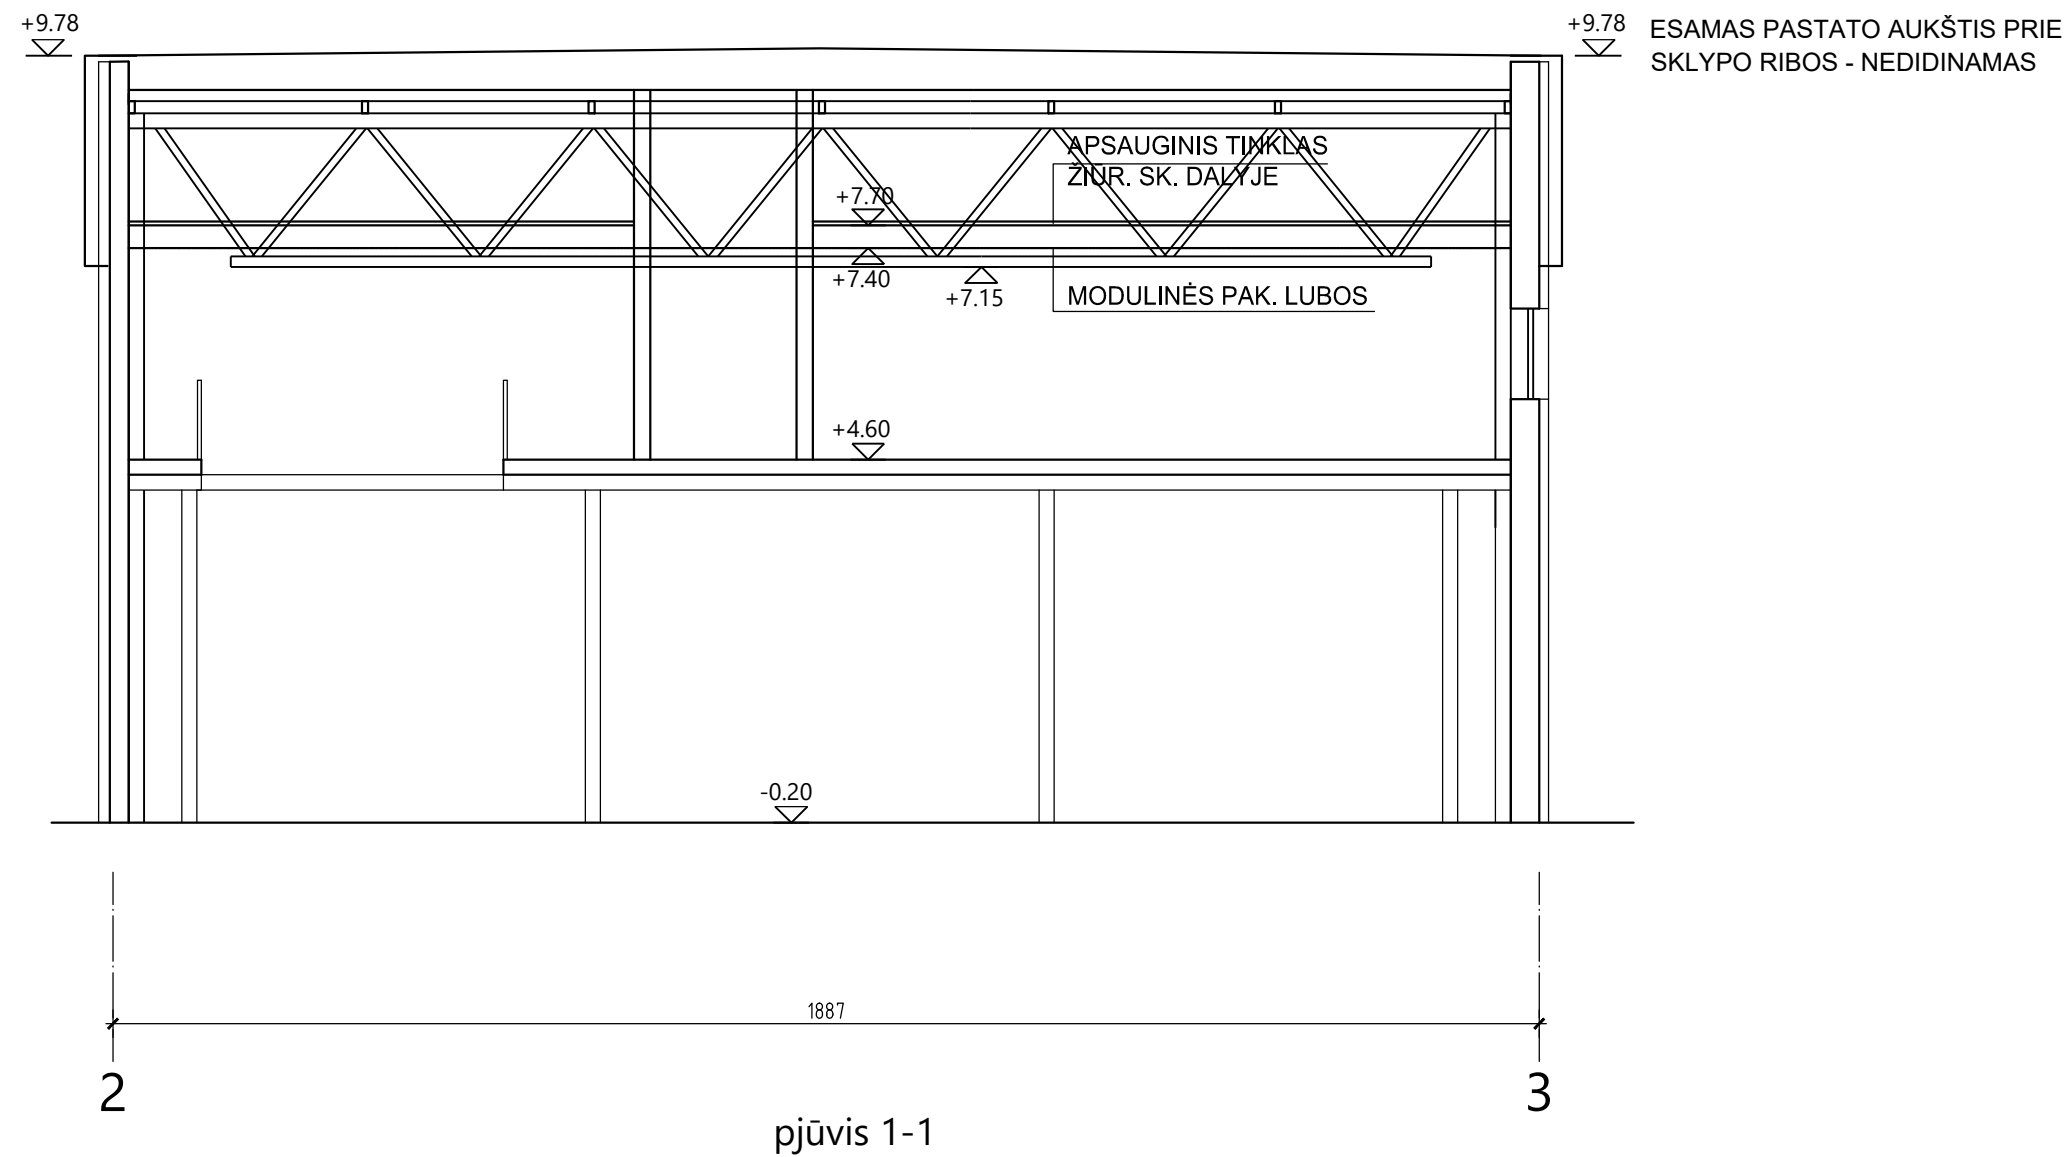 +9.78
+9.78
ESAMAS PASTATO AUKŠTIS PRIE
SKLYPO RIBOS - NEDIDINAMAS
APSAUGINIS TINKLAS
ŽIŪR. SK. DALYJE
+7.70
+7.40
+7.15
MODULINĖS PAK. LUBOS
+4.60
-0.20
1887
2
3
pjūvis 1-1